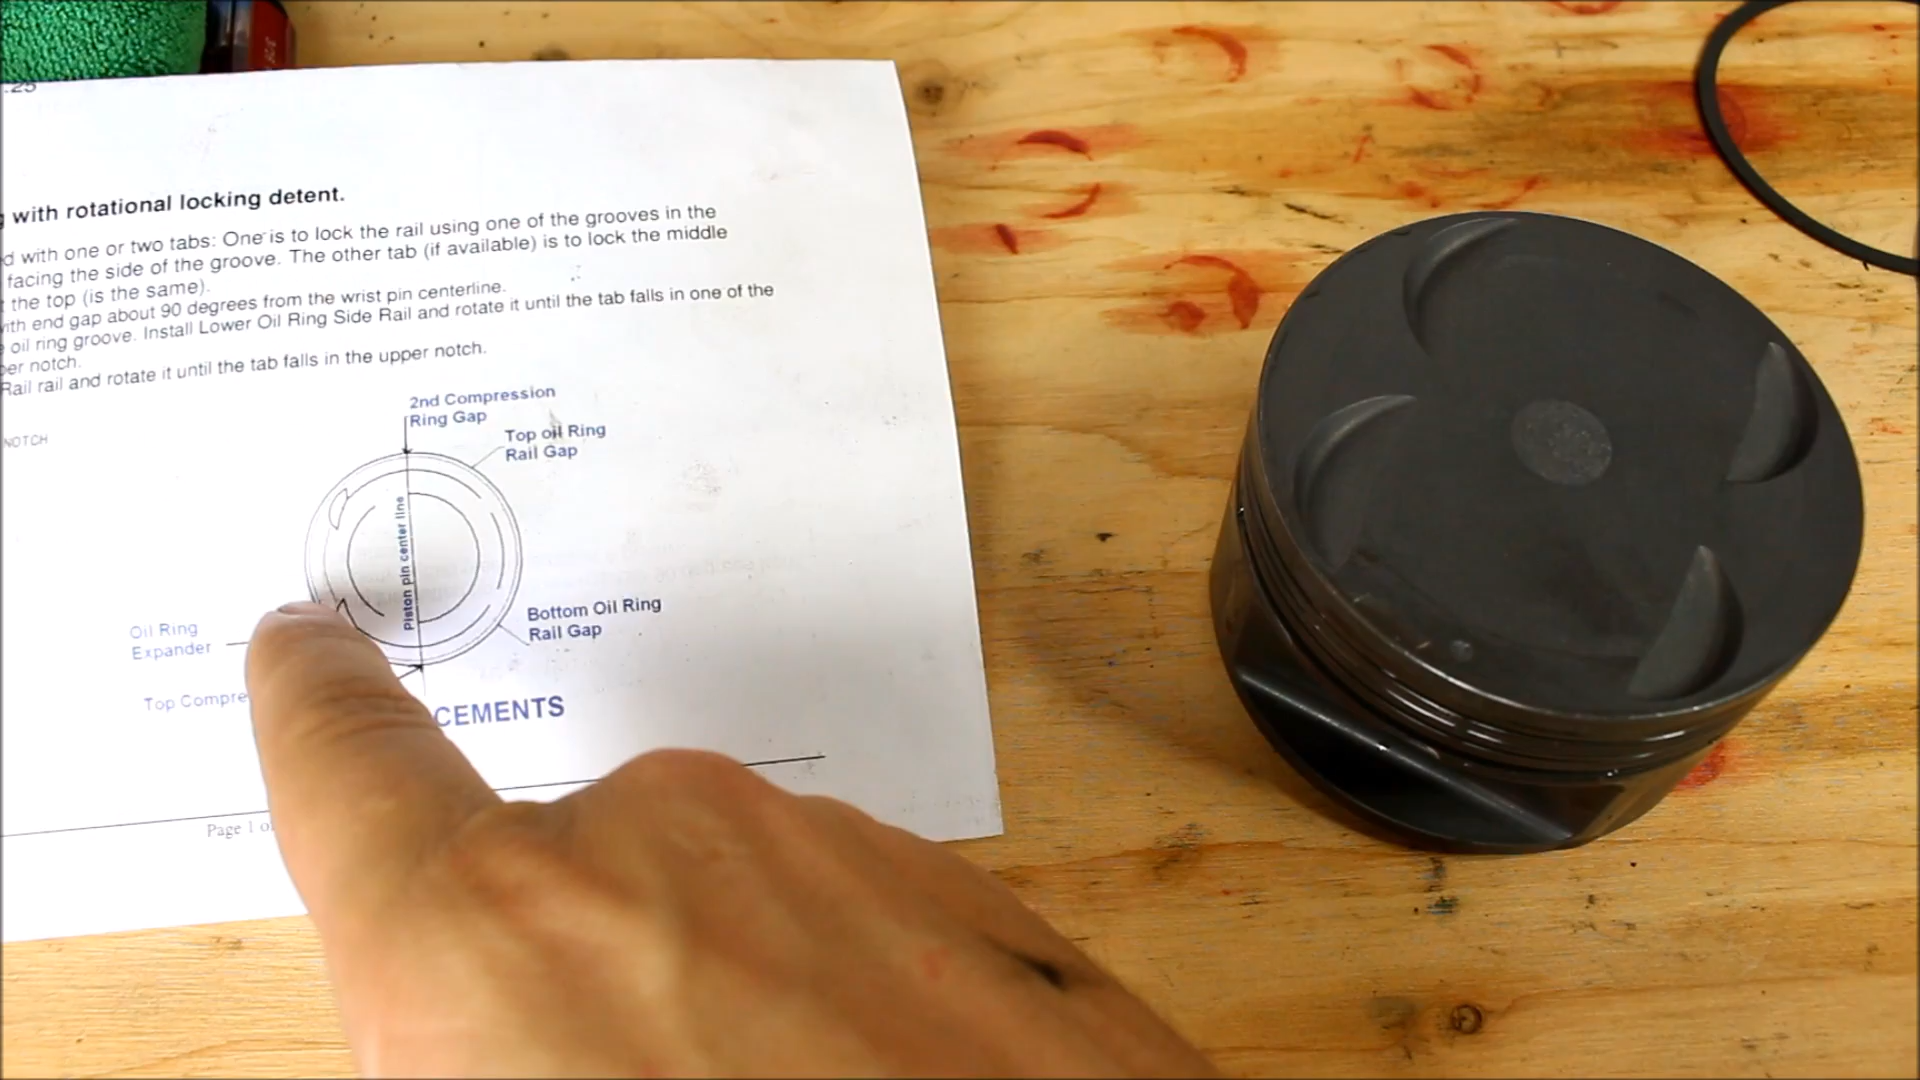 .25
with rotational locking detent.
d with one or two tabs: One is to lock the rail using one of the grooves in the
facing the side of the groove. The other tab (if available) is to lock the middle
the top (is the same).
ith end gap about 90 degrees from the wrist pin centerline.
oil ring groove. Install Lower Oil Ring Side Rail and rotate it until the tab falls in one of the
per notch.
Rail rail and rotate it until the tab falls in the upper notch.
NOTCH
2nd Compression
Ring Gap
Top oil Ring
Rail Gap
Piston pin center line
Bottom Oil Ring
Rail Gap
Oil Ring
Expander
Top Compre
CEMENTS
Page 1 o